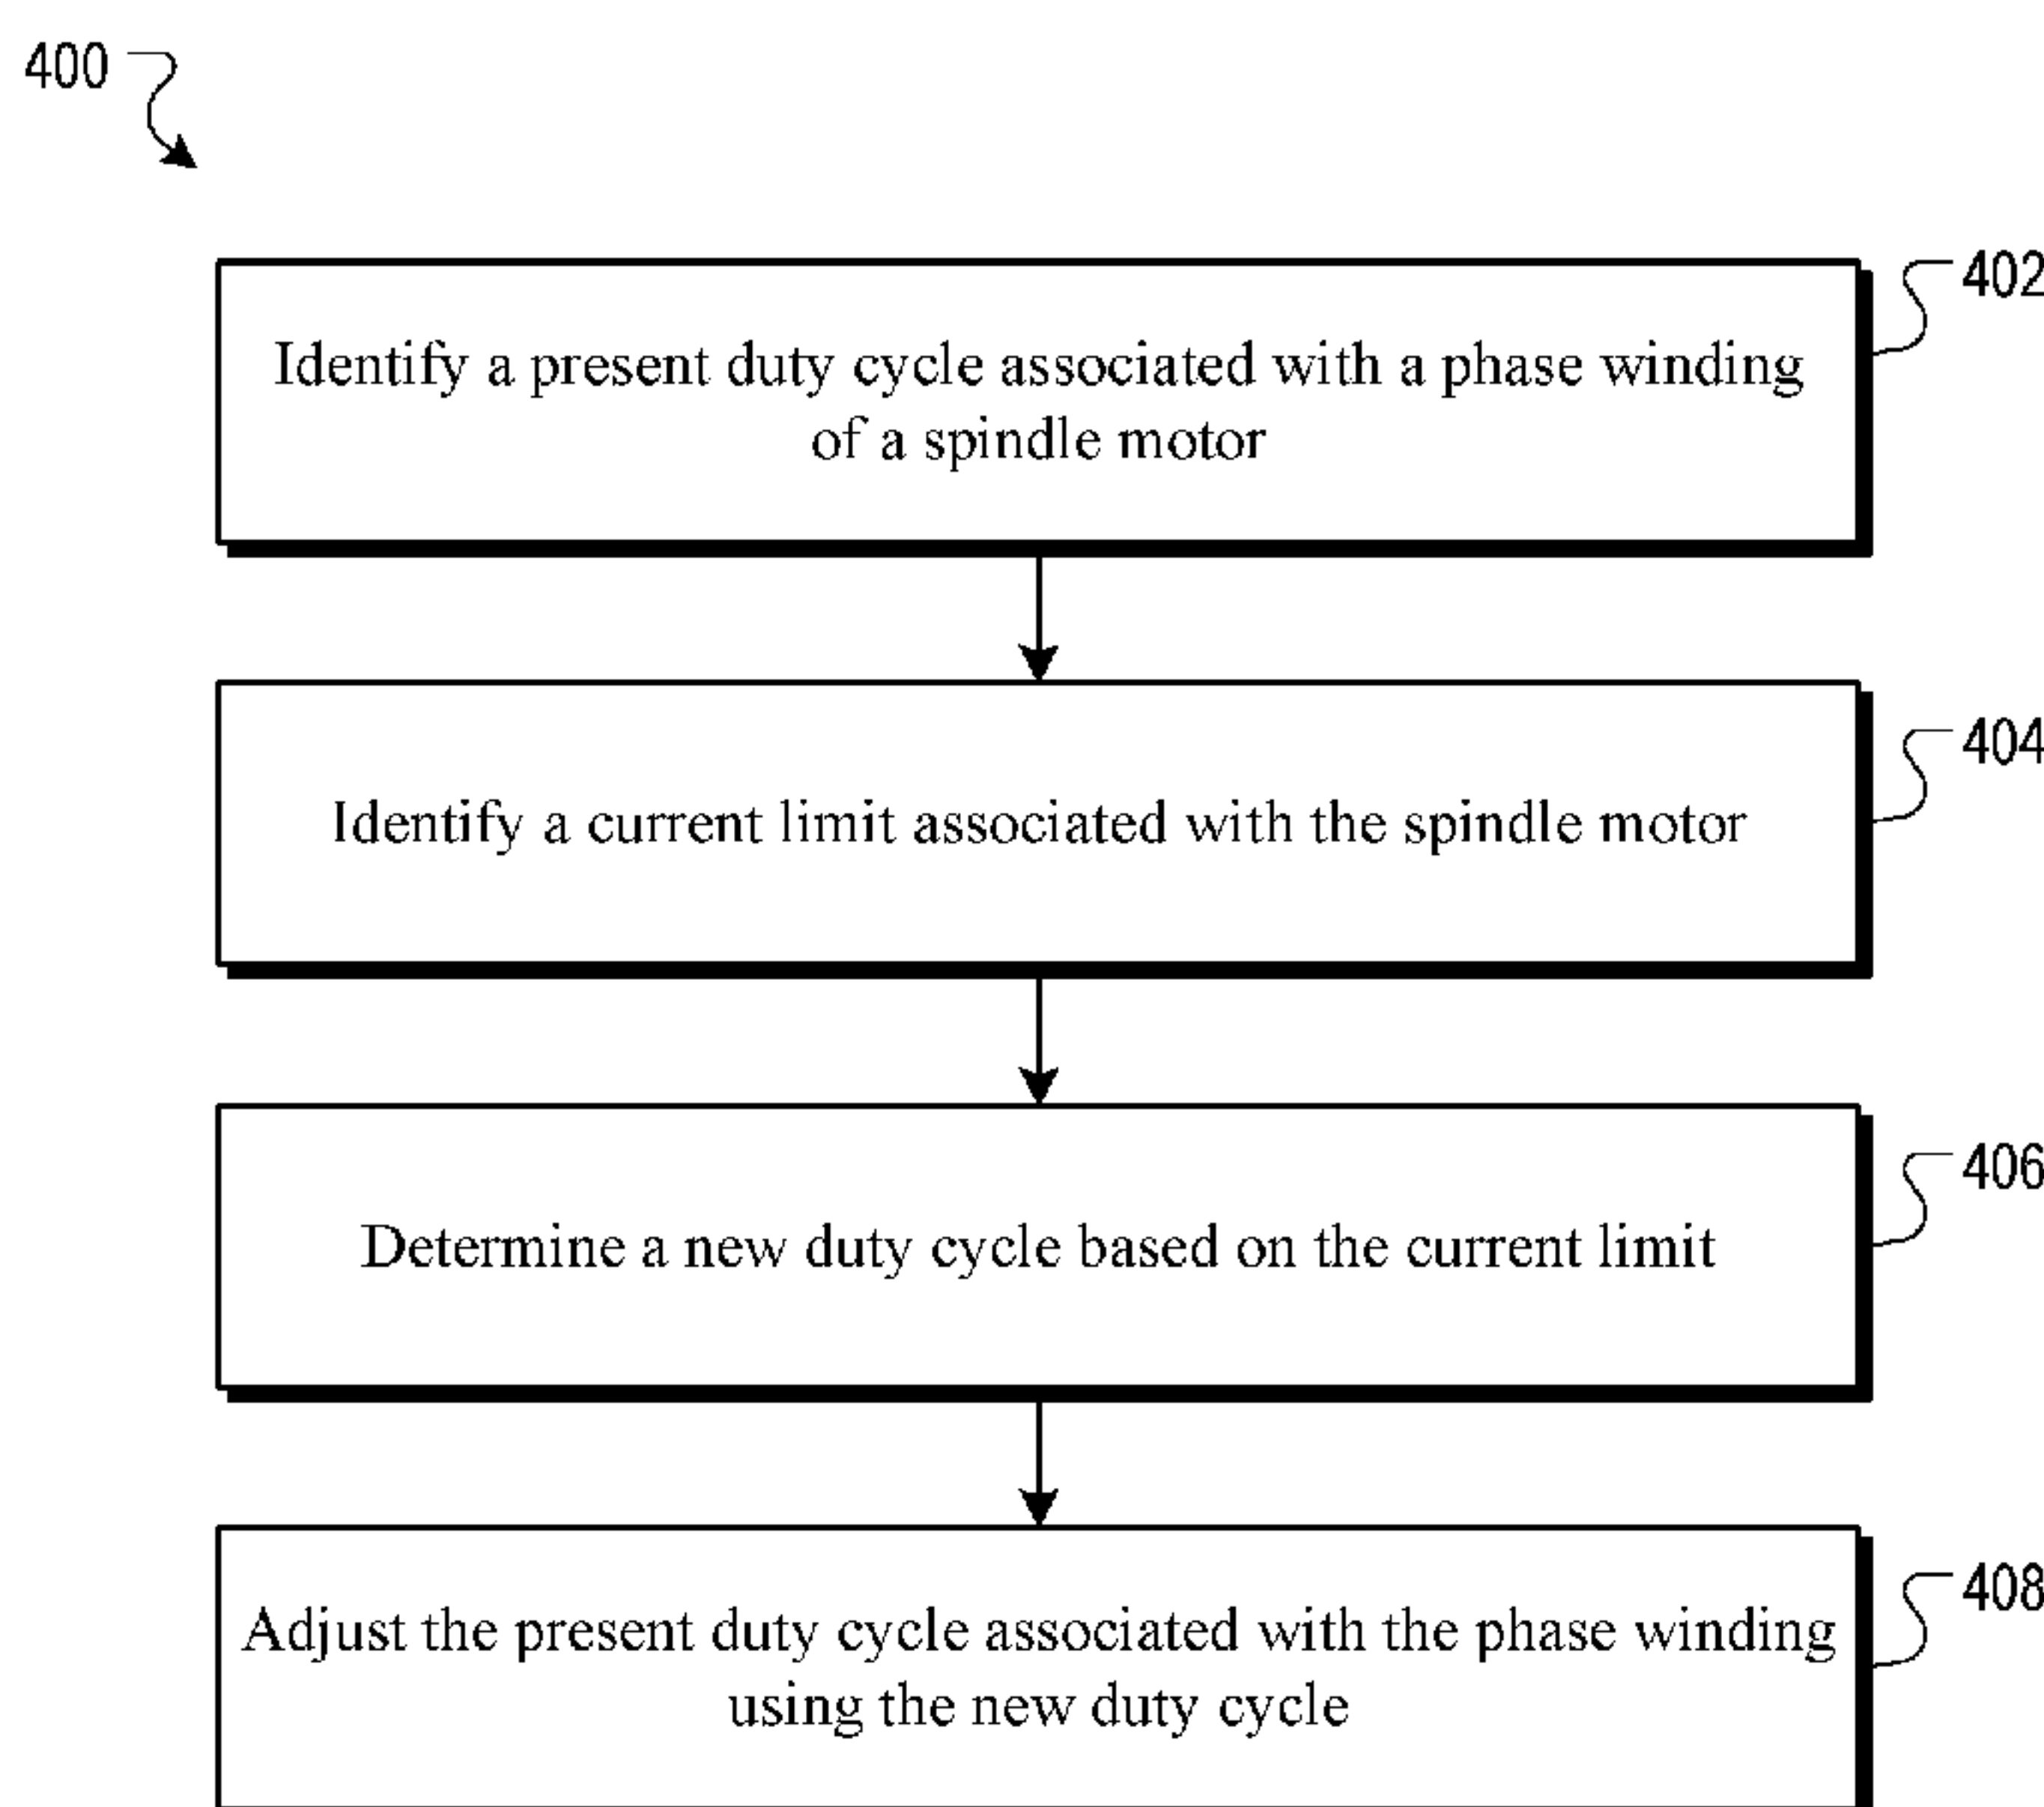 400
402
Identify a present duty cycle associated with a phase winding
of a spindle motor
404
Identify a current limit associated with the spindle motor
406
Determine a new duty cycle based on the current limit
408
Adjust the present duty cycle associated with the phase winding
using the new duty cycle